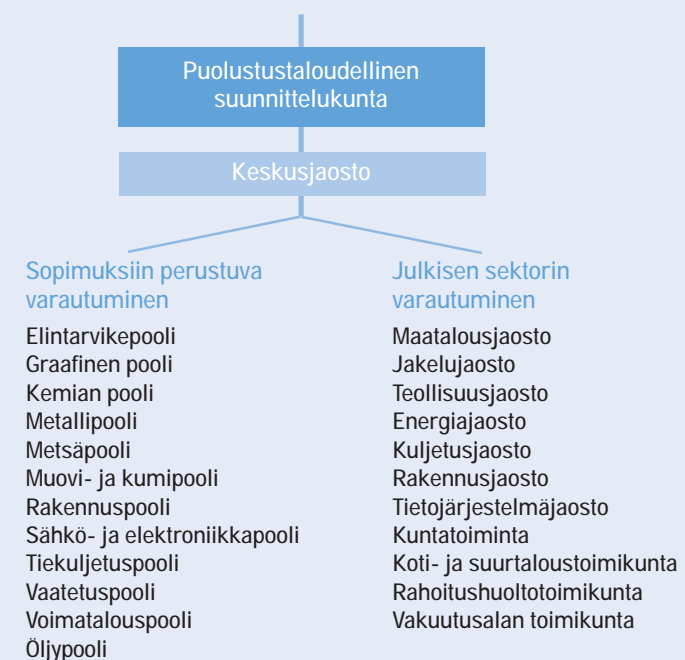 Puolustustaloudellinen
suunnittelukunta
Keskusjaosto
Sopimuksiin perustuva
varautuminen
Elintarvikepooli
Graafinen pooli
Kemian pooli
Metallipooli
Metsäpooli
Muovi- ja kumipooli
Rakennuspooli
Sähkö- ja elektroniikkapooli
Tiekuljetuspooli
Vaatetuspooli
Voimatalouspooli
Öljypooli
Julkisen sektorin
varautuminen
Maatalousjaosto
Jakelujaosto
Teollisuusjaosto
Energiajaosto
Kuljetusjaosto
Rakennusjaosto
Tietojärjestelmäjaosto
Kuntatoiminta
Koti- ja suurtaloustoimikunta
Rahoitushuoltotoimikunta
Vakuutusalan toimikunta